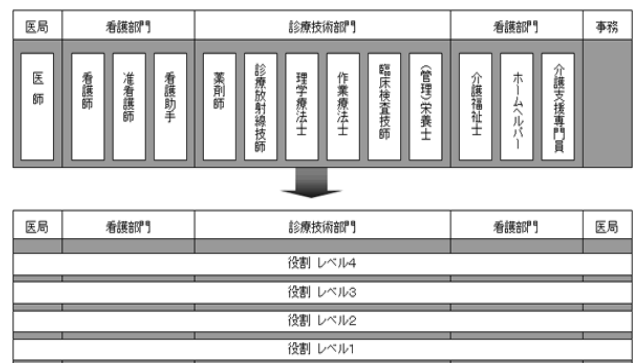 医局 看護部門 診療技術部門 看護部門 事務
医師
看護師
准看護師
看護助手
薬剤師
診療放射線技師
理学療法士
作業療法士
臨床検査技師
(管理)栄養士
介護福祉士
ホームヘルパー
介護支援専門員
医局 看護部門 診療技術部門 看護部門 医局
役割 レベル4
役割 レベル3
役割 レベル2
役割 レベル1